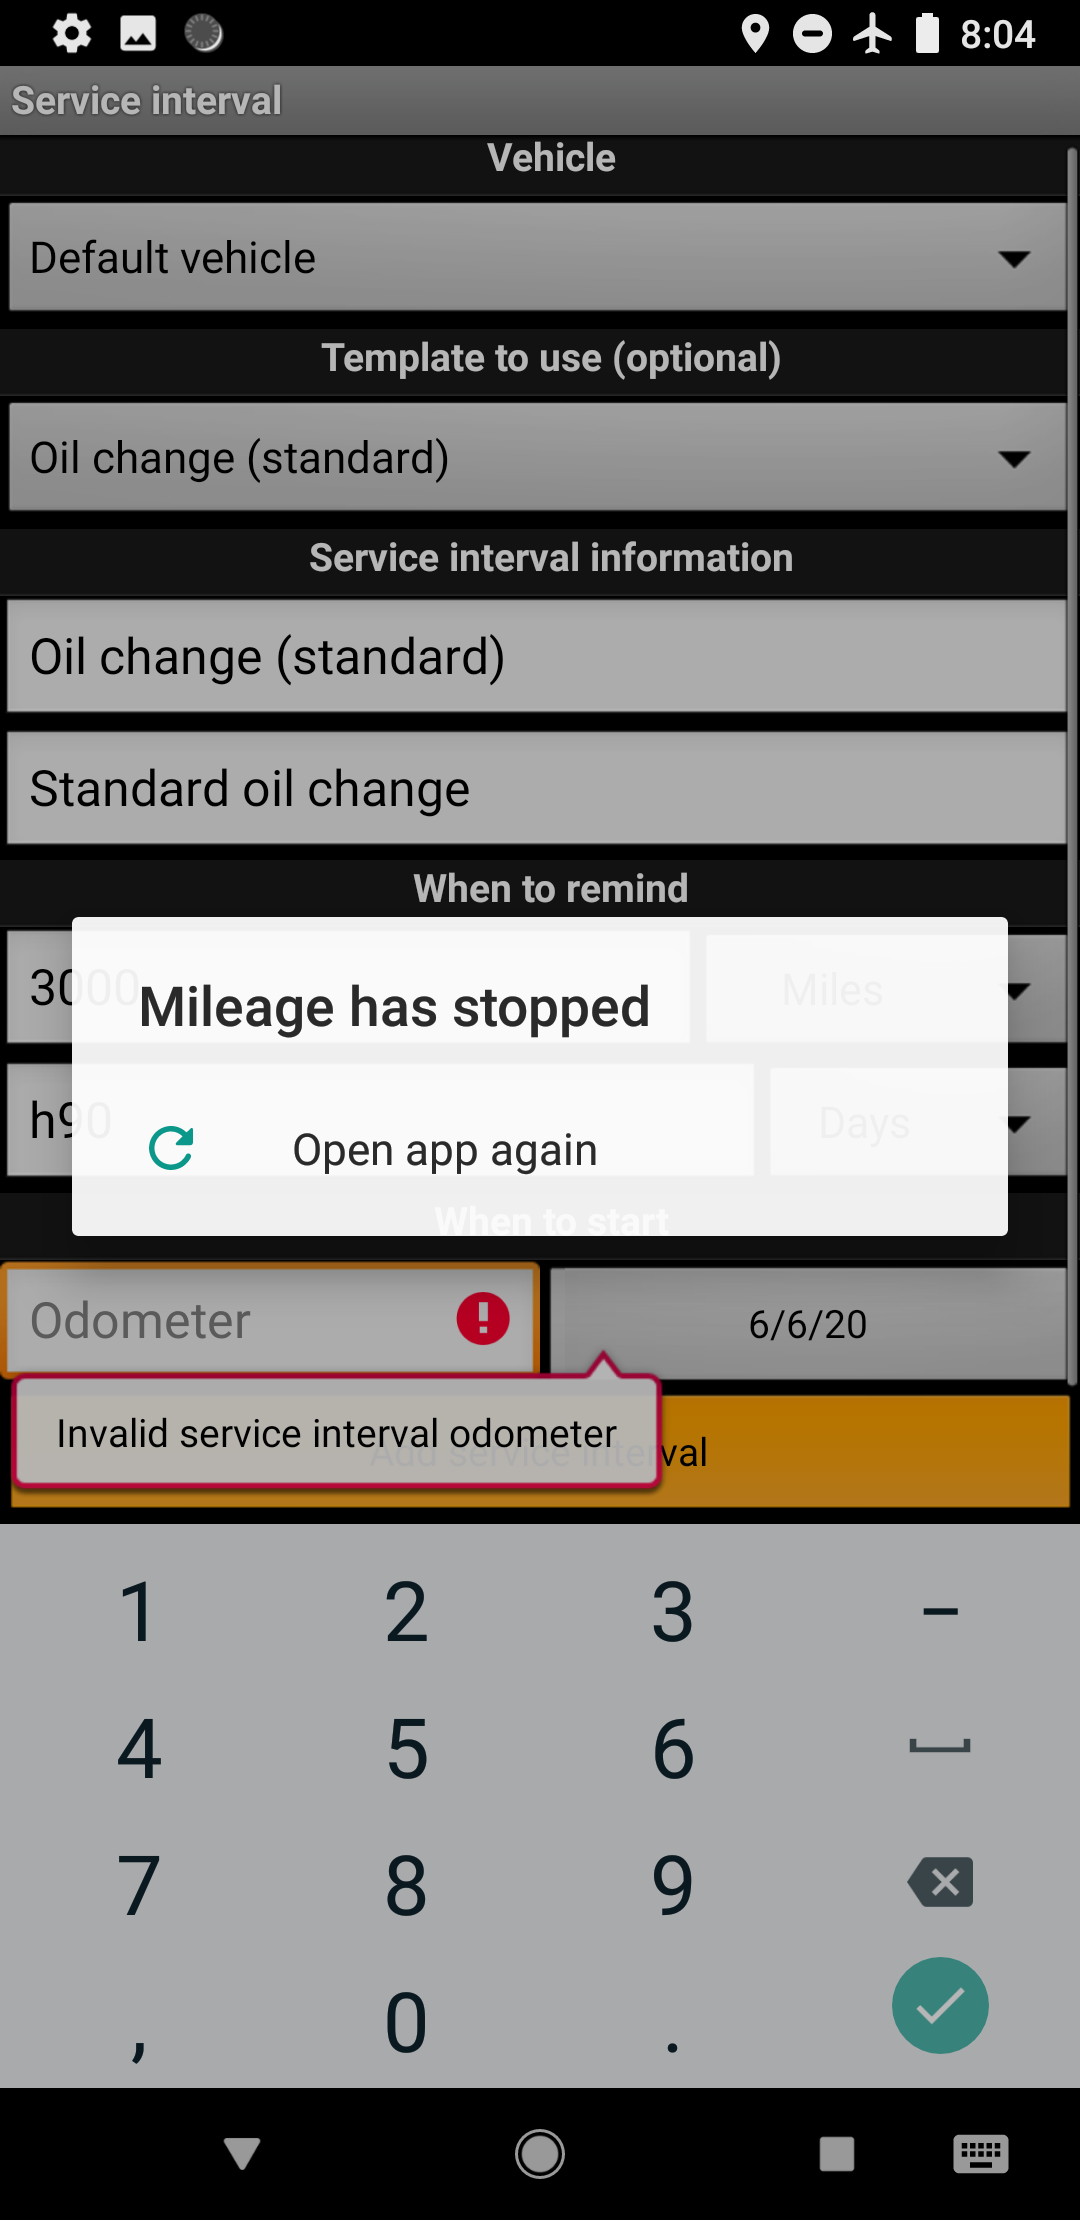 8:04
Service interval
Vehicle
Default vehicle
Template to use (optional)
Oil change (standard)
Service interval information
Oil change (standard)
Standard oil change
When to remind
3000
Miles
Mileage has stopped
h90
Days
Open app again
When to start
Odometer
6/6/20
Invalid service interval odometer
Add service interval
1 2 3 –
4 5 6
7 8 9
, 0 .